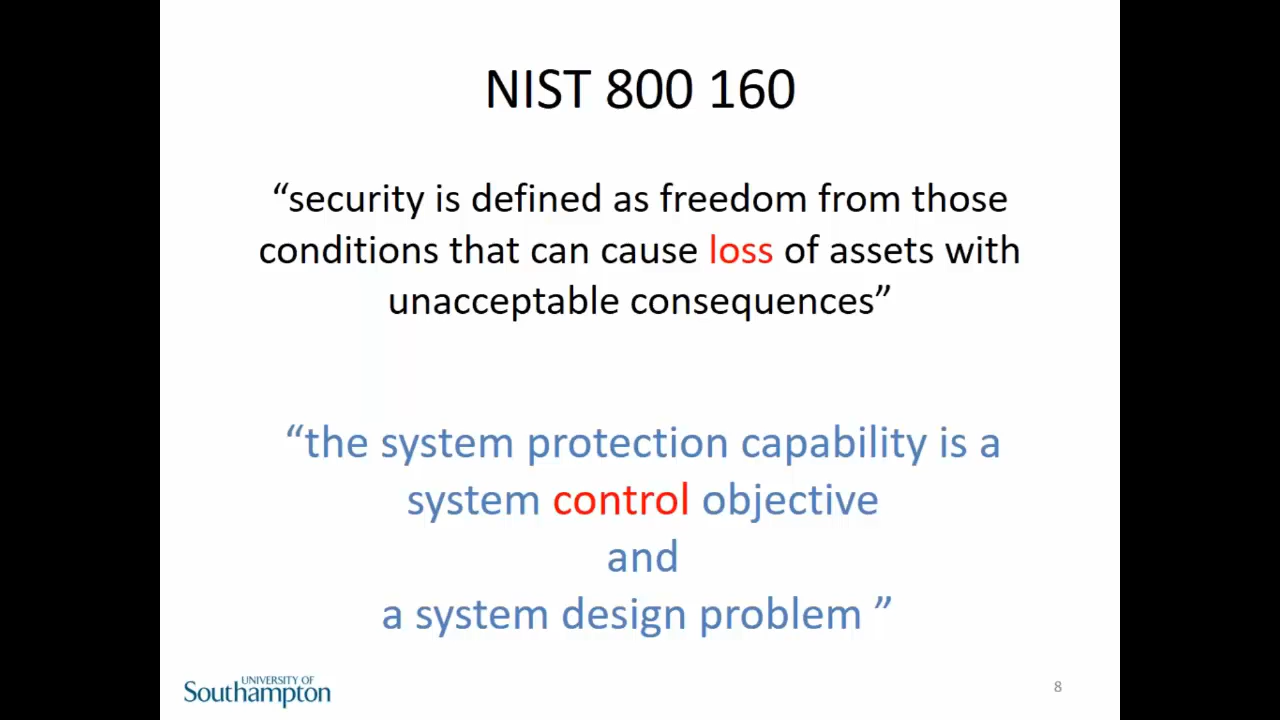 NIST 800 160
“security is defined as freedom from those
conditions that can cause loss of assets with
unacceptable consequences”
“the system protection capability is a
system control objective
and
a system design problem ”
UNIVERSITY OF
Southampton
8